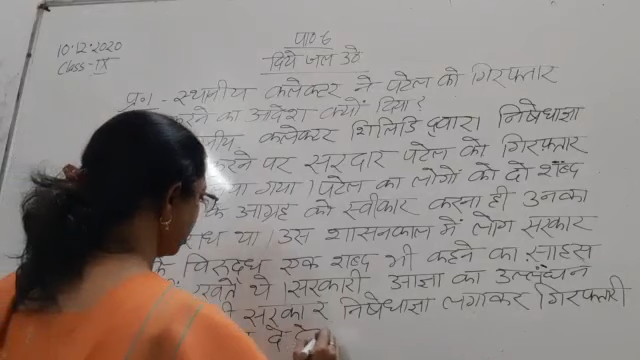 10.12.2020
Class-IX
पाठ-6
दिये जल उठे
प्र०1- स्थानीय कलेक्टर ने पटेल को गिरफ्तार
करने का आदेश क्यों दिया?
कलेक्टर शिलिडि द्वारा निषेधाज्ञा
करने पर सरदार पटेल को गिरफ्तार
गया। पटेल का लोगों को दो शब्द
के आग्रह को स्वीकार करना ही उनका
था। उस शासनकाल में लोग सरकार
के विरुद्ध एक शब्द भी कहने का साहस
रखते थे। सरकारी आज्ञा का उल्लंघन
सरकार निषेधाज्ञा लगाकर गिरफ्तारी
दे